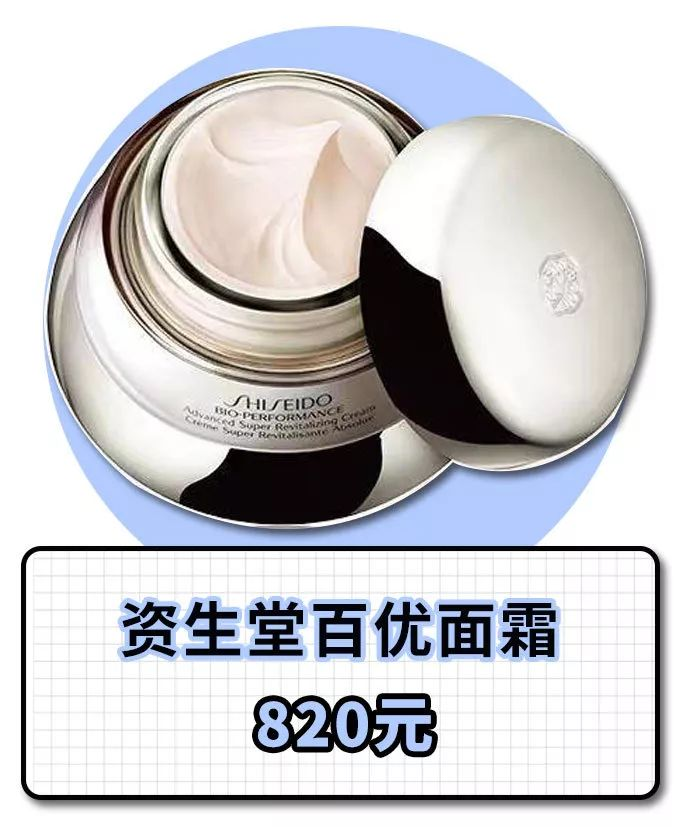 SHISEIDO
BIO-PERFORMANCE
Advanced Super Revitalizing Cream
Crème Super Revitalisante Absolue
资生堂百优面霜
820元